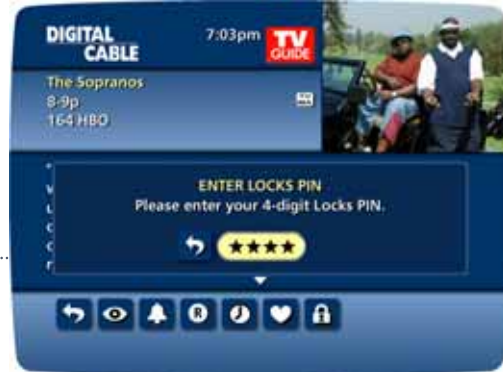 DIGITAL
CABLE
7:03pm
TV
GUIDE
The Sopranos
8-9p
164 HBO
ENTER LOCKS PIN
Please enter your 4-digit Locks PIN.
★★★★
R